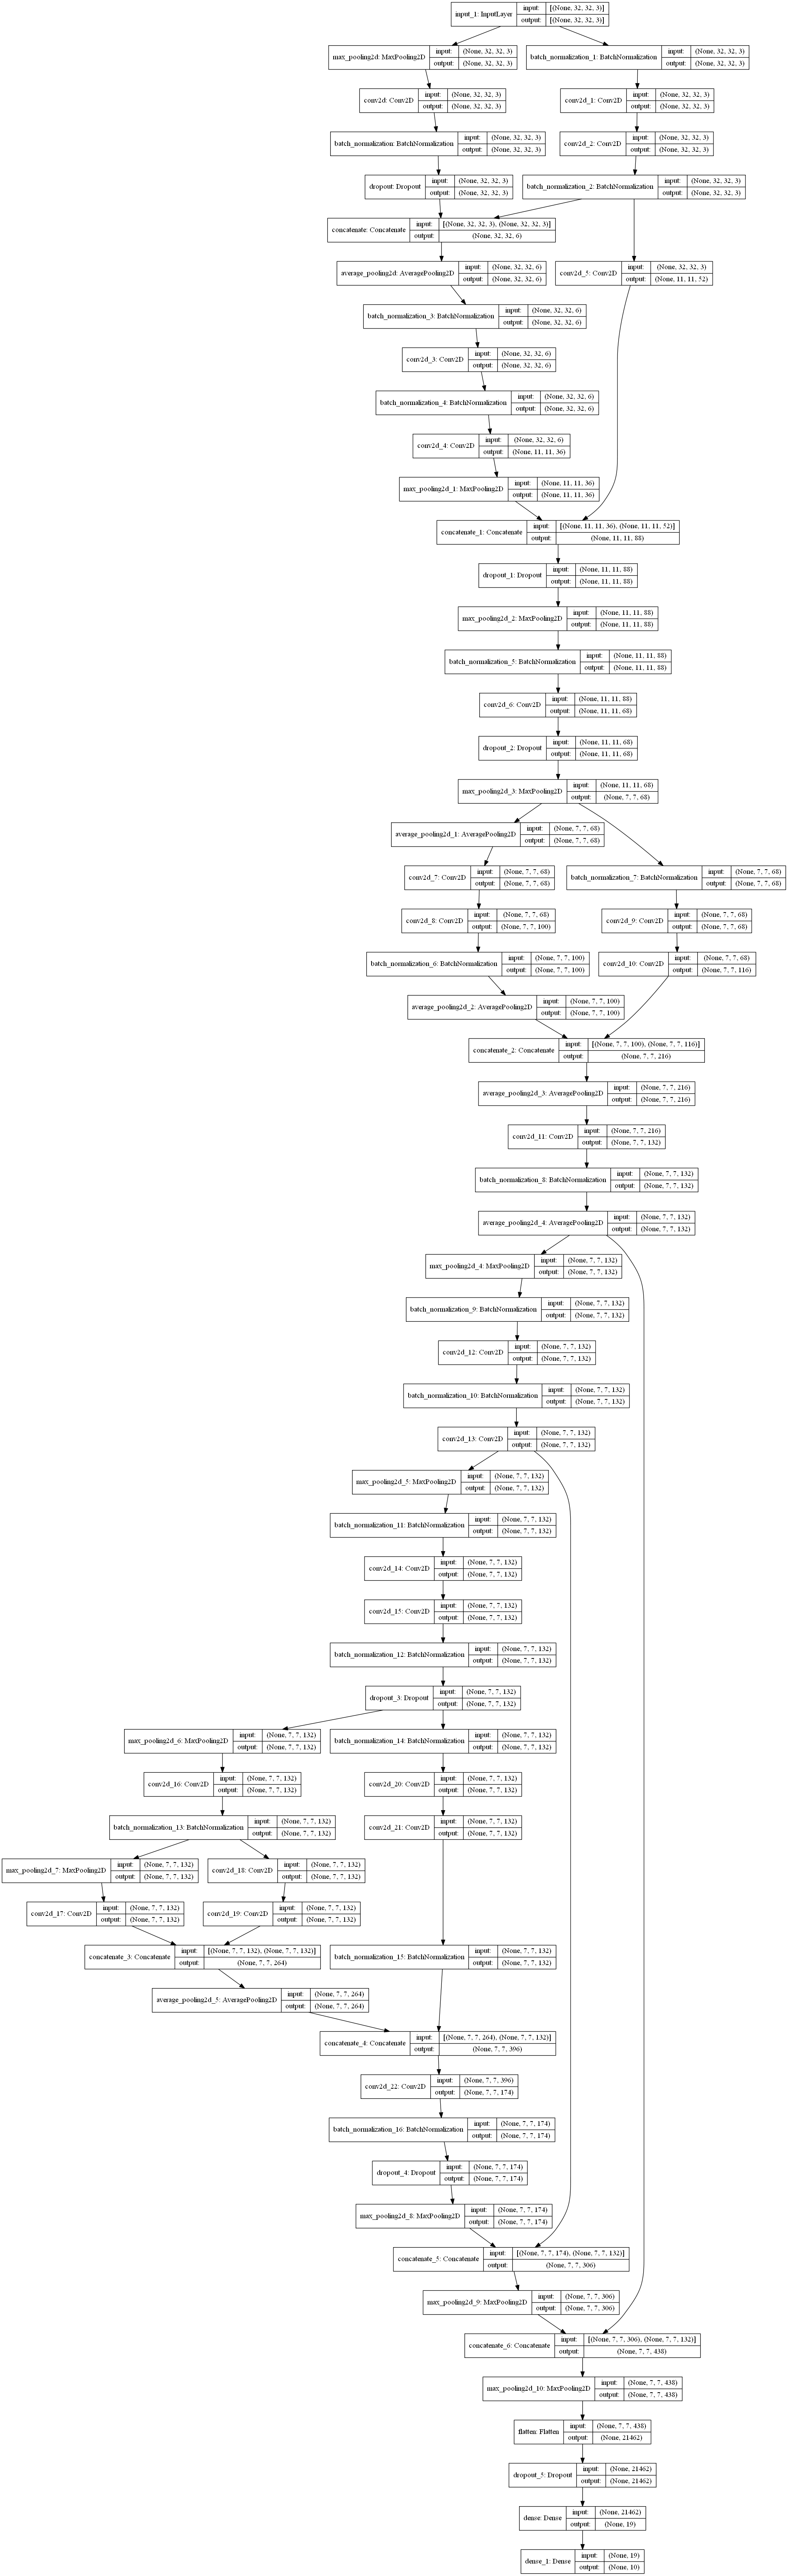 input_1: InputLayer input: [(None, 32, 32, 3)]
output: [(None, 32, 32, 3)]
max_pooling2d: MaxPooling2D input: (None, 32, 32, 3)
output: (None, 32, 32, 3)
batch_normalization_1: BatchNormalization input: (None, 32, 32, 3)
output: (None, 32, 32, 3)
conv2d: Conv2D input: (None, 32, 32, 3)
output: (None, 32, 32, 3)
conv2d_1: Conv2D input: (None, 32, 32, 3)
output: (None, 32, 32, 3)
batch_normalization: BatchNormalization input: (None, 32, 32, 3)
output: (None, 32, 32, 3)
conv2d_2: Conv2D input: (None, 32, 32, 3)
output: (None, 32, 32, 3)
dropout: Dropout input: (None, 32, 32, 3)
output: (None, 32, 32, 3)
batch_normalization_2: BatchNormalization input: (None, 32, 32, 3)
output: (None, 32, 32, 3)
concatenate: Concatenate input: [(None, 32, 32, 3), (None, 32, 32, 3)]
output: (None, 32, 32, 6)
average_pooling2d: AveragePooling2D input: (None, 32, 32, 6)
output: (None, 32, 32, 6)
conv2d_5: Conv2D input: (None, 32, 32, 3)
output: (None, 11, 11, 52)
batch_normalization_3: BatchNormalization input: (None, 32, 32, 6)
output: (None, 32, 32, 6)
conv2d_3: Conv2D input: (None, 32, 32, 6)
output: (None, 32, 32, 6)
batch_normalization_4: BatchNormalization input: (None, 32, 32, 6)
output: (None, 32, 32, 6)
conv2d_4: Conv2D input: (None, 32, 32, 6)
output: (None, 11, 11, 36)
max_pooling2d_1: MaxPooling2D input: (None, 11, 11, 36)
output: (None, 11, 11, 36)
concatenate_1: Concatenate input: [(None, 11, 11, 36), (None, 11, 11, 52)]
output: (None, 11, 11, 88)
dropout_1: Dropout input: (None, 11, 11, 88)
output: (None, 11, 11, 88)
max_pooling2d_2: MaxPooling2D input: (None, 11, 11, 88)
output: (None, 11, 11, 88)
batch_normalization_5: BatchNormalization input: (None, 11, 11, 88)
output: (None, 11, 11, 88)
conv2d_6: Conv2D input: (None, 11, 11, 88)
output: (None, 11, 11, 68)
dropout_2: Dropout input: (None, 11, 11, 68)
output: (None, 11, 11, 68)
max_pooling2d_3: MaxPooling2D input: (None, 11, 11, 68)
output: (None, 7, 7, 68)
average_pooling2d_1: AveragePooling2D input: (None, 7, 7, 68)
output: (None, 7, 7, 68)
conv2d_7: Conv2D input: (None, 7, 7, 68)
output: (None, 7, 7, 68)
batch_normalization_7: BatchNormalization input: (None, 7, 7, 68)
output: (None, 7, 7, 68)
conv2d_8: Conv2D input: (None, 7, 7, 68)
output: (None, 7, 7, 100)
conv2d_9: Conv2D input: (None, 7, 7, 68)
output: (None, 7, 7, 68)
batch_normalization_6: BatchNormalization input: (None, 7, 7, 100)
output: (None, 7, 7, 100)
conv2d_10: Conv2D input: (None, 7, 7, 68)
output: (None, 7, 7, 116)
average_pooling2d_2: AveragePooling2D input: (None, 7, 7, 100)
output: (None, 7, 7, 100)
concatenate_2: Concatenate input: [(None, 7, 7, 100), (None, 7, 7, 116)]
output: (None, 7, 7, 216)
average_pooling2d_3: AveragePooling2D input: (None, 7, 7, 216)
output: (None, 7, 7, 216)
conv2d_11: Conv2D input: (None, 7, 7, 216)
output: (None, 7, 7, 132)
batch_normalization_8: BatchNormalization input: (None, 7, 7, 132)
output: (None, 7, 7, 132)
average_pooling2d_4: AveragePooling2D input: (None, 7, 7, 132)
output: (None, 7, 7, 132)
max_pooling2d_4: MaxPooling2D input: (None, 7, 7, 132)
output: (None, 7, 7, 132)
batch_normalization_9: BatchNormalization input: (None, 7, 7, 132)
output: (None, 7, 7, 132)
conv2d_12: Conv2D input: (None, 7, 7, 132)
output: (None, 7, 7, 132)
batch_normalization_10: BatchNormalization input: (None, 7, 7, 132)
output: (None, 7, 7, 132)
conv2d_13: Conv2D input: (None, 7, 7, 132)
output: (None, 7, 7, 132)
max_pooling2d_5: MaxPooling2D input: (None, 7, 7, 132)
output: (None, 7, 7, 132)
batch_normalization_11: BatchNormalization input: (None, 7, 7, 132)
output: (None, 7, 7, 132)
conv2d_14: Conv2D input: (None, 7, 7, 132)
output: (None, 7, 7, 132)
conv2d_15: Conv2D input: (None, 7, 7, 132)
output: (None, 7, 7, 132)
batch_normalization_12: BatchNormalization input: (None, 7, 7, 132)
output: (None, 7, 7, 132)
dropout_3: Dropout input: (None, 7, 7, 132)
output: (None, 7, 7, 132)
max_pooling2d_6: MaxPooling2D input: (None, 7, 7, 132)
output: (None, 7, 7, 132)
batch_normalization_14: BatchNormalization input: (None, 7, 7, 132)
output: (None, 7, 7, 132)
conv2d_16: Conv2D input: (None, 7, 7, 132)
output: (None, 7, 7, 132)
conv2d_20: Conv2D input: (None, 7, 7, 132)
output: (None, 7, 7, 132)
batch_normalization_13: BatchNormalization input: (None, 7, 7, 132)
output: (None, 7, 7, 132)
conv2d_21: Conv2D input: (None, 7, 7, 132)
output: (None, 7, 7, 132)
max_pooling2d_7: MaxPooling2D input: (None, 7, 7, 132)
output: (None, 7, 7, 132)
conv2d_18: Conv2D input: (None, 7, 7, 132)
output: (None, 7, 7, 132)
conv2d_17: Conv2D input: (None, 7, 7, 132)
output: (None, 7, 7, 132)
conv2d_19: Conv2D input: (None, 7, 7, 132)
output: (None, 7, 7, 132)
concatenate_3: Concatenate input: [(None, 7, 7, 132), (None, 7, 7, 132)]
output: (None, 7, 7, 264)
batch_normalization_15: BatchNormalization input: (None, 7, 7, 132)
output: (None, 7, 7, 132)
average_pooling2d_5: AveragePooling2D input: (None, 7, 7, 264)
output: (None, 7, 7, 264)
concatenate_4: Concatenate input: [(None, 7, 7, 264), (None, 7, 7, 132)]
output: (None, 7, 7, 396)
conv2d_22: Conv2D input: (None, 7, 7, 396)
output: (None, 7, 7, 174)
batch_normalization_16: BatchNormalization input: (None, 7, 7, 174)
output: (None, 7, 7, 174)
dropout_4: Dropout input: (None, 7, 7, 174)
output: (None, 7, 7, 174)
max_pooling2d_8: MaxPooling2D input: (None, 7, 7, 174)
output: (None, 7, 7, 174)
concatenate_5: Concatenate input: [(None, 7, 7, 174), (None, 7, 7, 132)]
output: (None, 7, 7, 306)
max_pooling2d_9: MaxPooling2D input: (None, 7, 7, 306)
output: (None, 7, 7, 306)
concatenate_6: Concatenate input: [(None, 7, 7, 306), (None, 7, 7, 132)]
output: (None, 7, 7, 438)
max_pooling2d_10: MaxPooling2D input: (None, 7, 7, 438)
output: (None, 7, 7, 438)
flatten: Flatten input: (None, 7, 7, 438)
output: (None, 21462)
dropout_5: Dropout input: (None, 21462)
output: (None, 21462)
dense: Dense input: (None, 21462)
output: (None, 19)
dense_1: Dense input: (None, 19)
output: (None, 10)